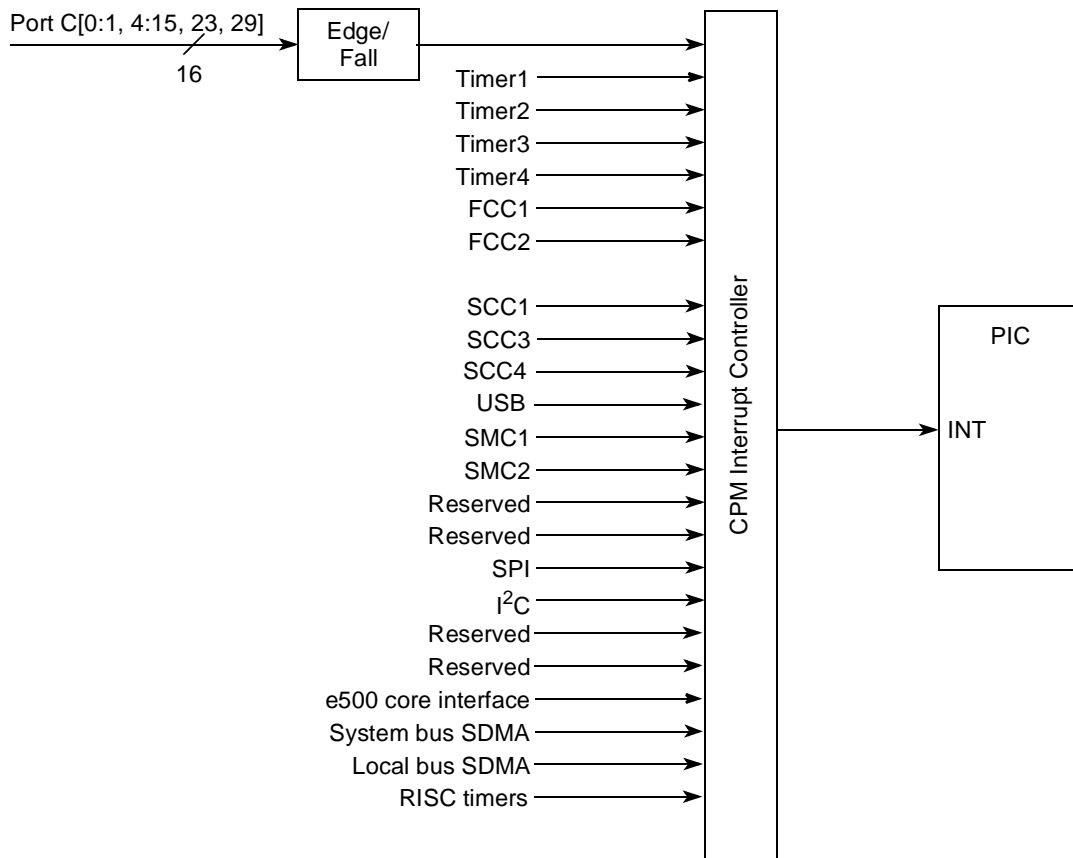 Port C[0:1, 4:15, 23, 29]
16
Edge/
Fall
Timer1
Timer2
Timer3
Timer4
FCC1
FCC2
SCC1
SCC3
SCC4
USB
SMC1
SMC2
Reserved
Reserved
SPI
I²C
Reserved
Reserved
e500 core interface
System bus SDMA
Local bus SDMA
RISC timers
CPM Interrupt Controller
PIC
INT